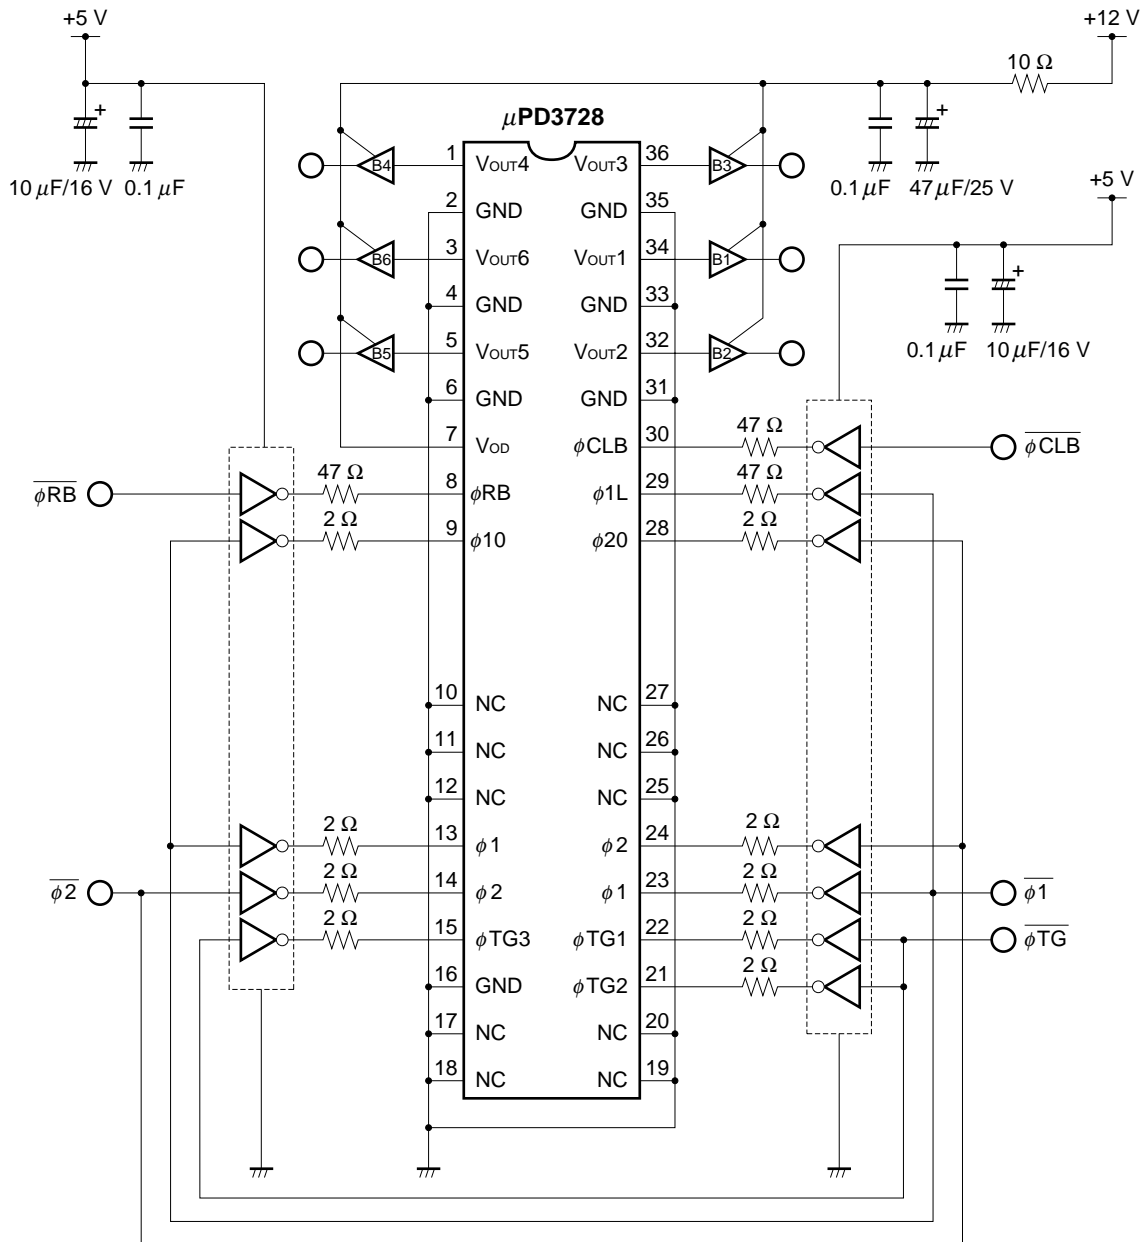 +5 V
+12 V
10 Ω
μPD3728
10 μF/16 V 0.1 μF
0.1 μF 47 μF/25 V
+5 V
0.1 μF 10 μF/16 V
B4 1 VOUT4 VOUT3 36 B3
2 GND GND 35
B6 3 VOUT6 VOUT1 34 B1
4 GND GND 33
B5 5 VOUT5 VOUT2 32 B2
6 GND GND 31
7 VOD φCLB 30 47 Ω φCLB
φRB 47 Ω 8 φRB φ1L 29 47 Ω
2 Ω 9 φ10 φ20 28 2 Ω
10 NC NC 27
11 NC NC 26
12 NC NC 25
2 Ω 13 φ1 φ2 24 2 Ω
φ2 2 Ω 14 φ2 φ1 23 2 Ω φ1
2 Ω 15 φTG3 φTG1 22 2 Ω φTG
16 GND φTG2 21 2 Ω
17 NC NC 20
18 NC NC 19